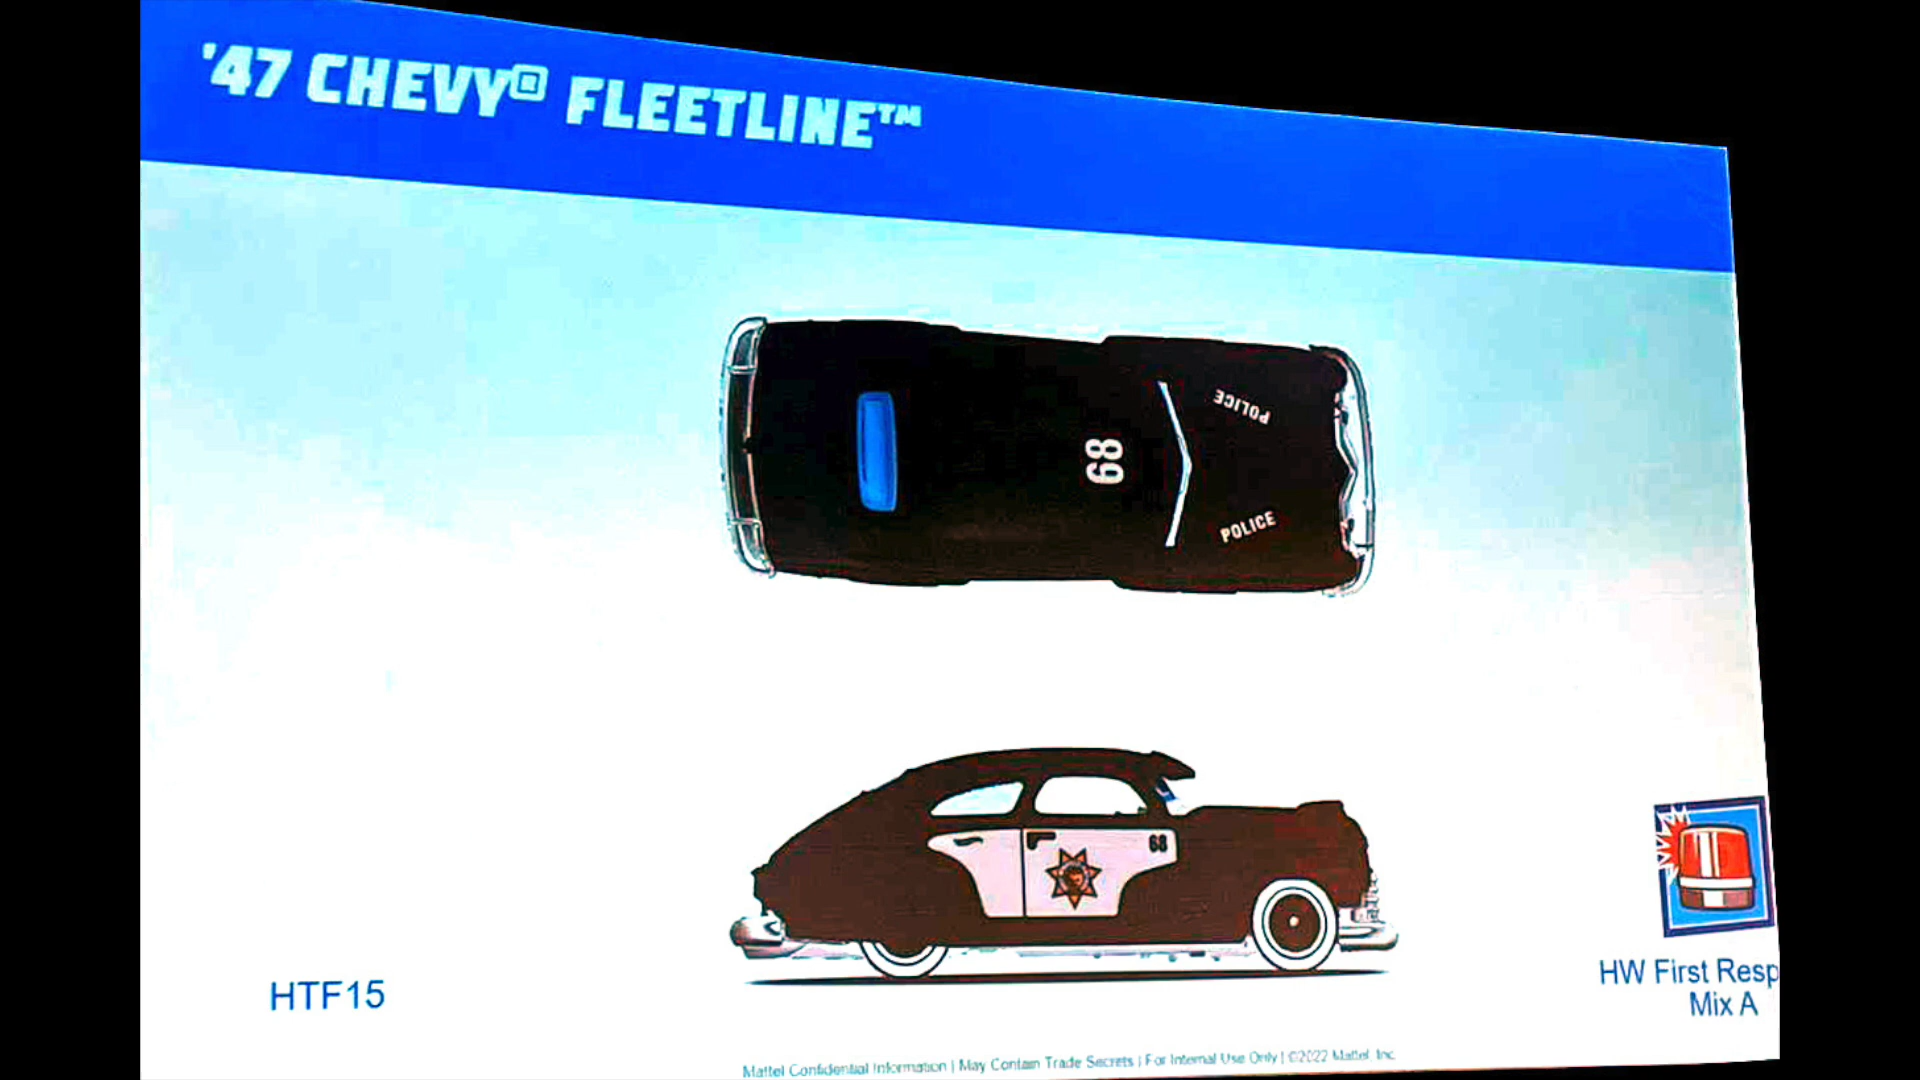 '47 CHEVY® FLEETLINE™
POLICE
68
POLICE
68
HW First Resp
Mix A
HTF15
Mattel Confidential Information | May Contain Trade Secrets | For Internal Use Only | ©2022 Mattel, Inc.